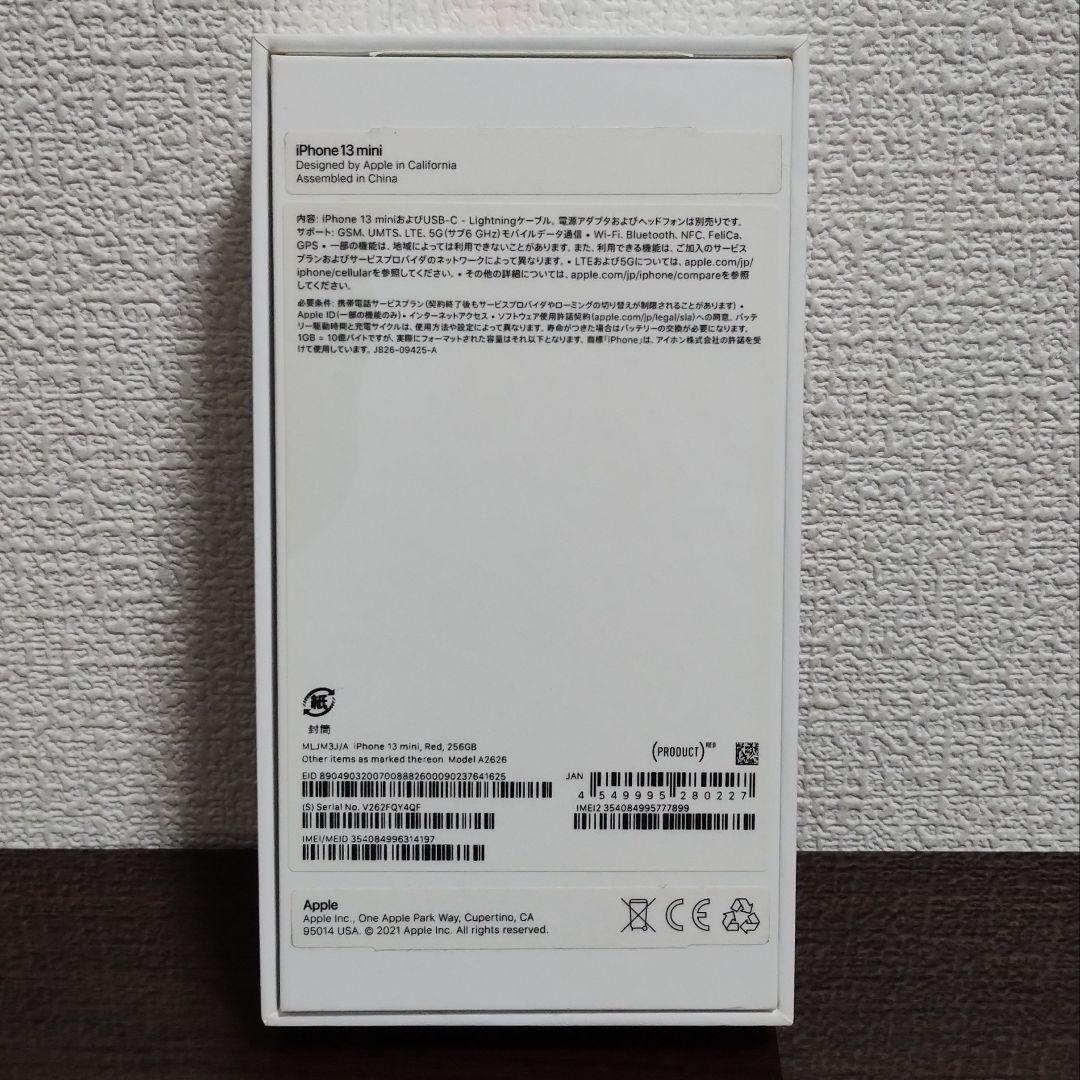 iPhone 13 mini
Designed by Apple in California
Assembled in China
内容: iPhone 13 miniおよびUSB-C - Lightningケーブル。電源アダプタおよびヘッドフォンは別売りです。
サポート: GSM、UMTS、LTE、5G(サブ6 GHz)モバイルデータ通信 • Wi-Fi、Bluetooth、NFC、FeliCa、
GPS • 一部の機能は、地域によっては利用できないことがあります。また、利用できる機能は、ご加入のサービス
プランおよびサービスプロバイダのネットワークによって異なります。• LTEおよび5Gについては、apple.com/jp/
iphone/cellularを参照してください。• その他の詳細については、apple.com/jp/iphone/compareを参照
してください。
必要条件: 携帯電話サービスプラン(契約終了後もサービスプロバイダやローミングの切り替えが制限されることがあります) •
Apple ID(一部の機能のみ) • インターネットアクセス • ソフトウェア使用許諾契約(apple.com/jp/legal/sla)への同意。バッテ
リー駆動時間と充電サイクルは、使用方法や設定によって異なります。寿命がつきた場合はバッテリーの交換が必要になります。
1GB = 10億バイトですが、実際にフォーマットされた容量はそれ以下となります。商標「iPhone」は、アイホン株式会社の許諾を受
けて使用しています。J826-09425-A
紙
封筒
MLJM3J/A iPhone 13 mini, Red, 256GB
Other items as marked thereon Model A2626
(PRODUCT)RED
EID 89049032007008882600090237641625
JAN
4 549995 280227
(S) Serial No. V262FQY4QF
IMEI2 354084995777899
IMEI/MEID 354084996314197
Apple
Apple Inc., One Apple Park Way, Cupertino, CA
95014 USA. © 2021 Apple Inc. All rights reserved.
CE